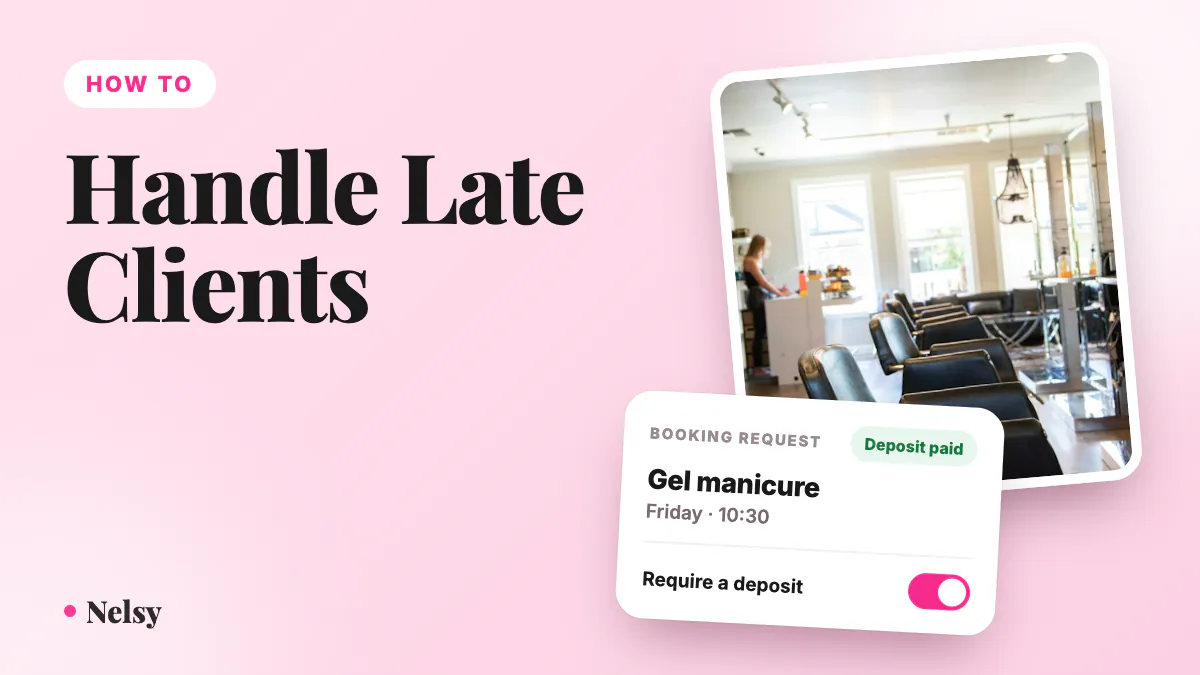 HOW TO
Handle Late
Clients
BOOKING REQUEST
Deposit paid
Gel manicure
Friday · 10:30
Require a deposit
Nelsy